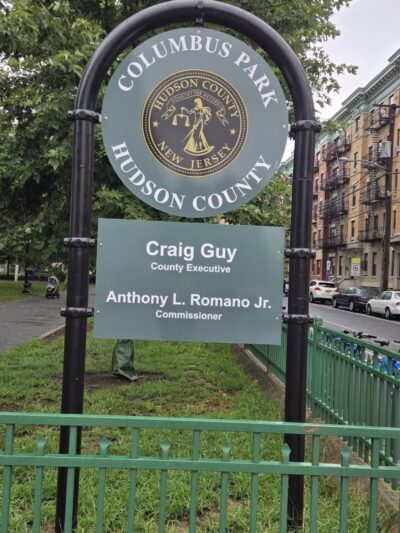 COLUMBUS PARK
HUDSON COUNTY
NEW JERSEY
HUDSON COUNTY
Craig Guy
County Executive
Anthony L. Romano Jr.
Commissioner